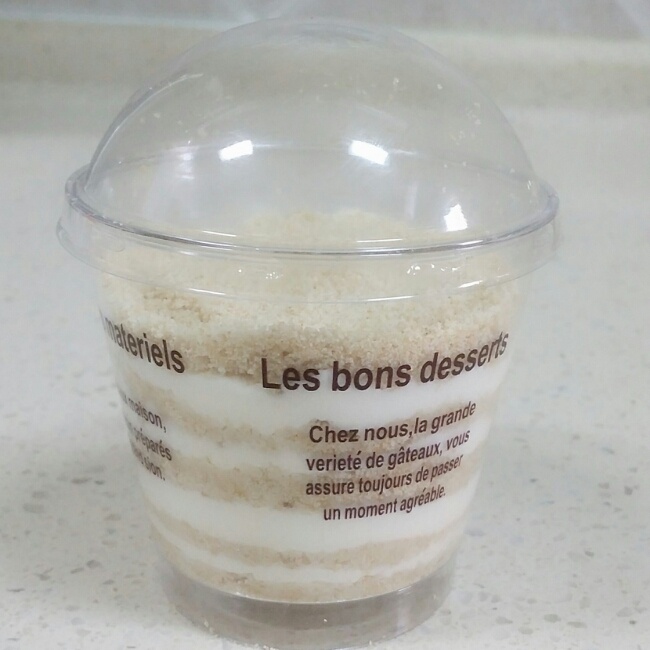 materiels
maison,
préparés
Les bons desserts
Chez nous,la grande
verieté de gâteaux, vous
assure toujours de passer
un moment agréable.